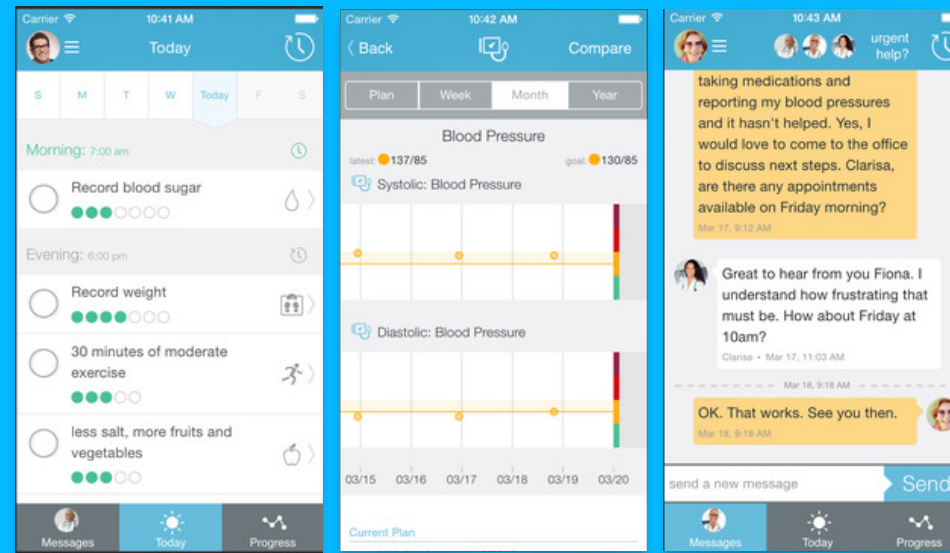 Carrier 10:41 AM
Today
S M T W Today F S
Morning: 7:00 am
Record blood sugar
Evening: 6:00 pm
Record weight
30 minutes of moderate
exercise
less salt, more fruits and
vegetables
Messages Today Progress
Carrier 10:42 AM
Back Compare
Plan Week Month Year
Blood Pressure
latest: 137/85 goal: 130/85
Systolic: Blood Pressure
Diastolic: Blood Pressure
03/15 03/16 03/17 03/18 03/19 03/20
Current Plan
Carrier 10:43 AM
urgent
help?
taking medications and
reporting my blood pressures
and it hasn't helped. Yes, I
would love to come to the office
to discuss next steps. Clarisa,
are there any appointments
available on Friday morning?
Mar 17, 9:12 AM
Great to hear from you Fiona. I
understand how frustrating that
must be. How about Friday at
10am?
Clarisa • Mar 17, 11:03 AM
Mar 18, 9:18 AM
OK. That works. See you then.
Mar 18, 9:18 AM
send a new message Send
Messages Today Progress